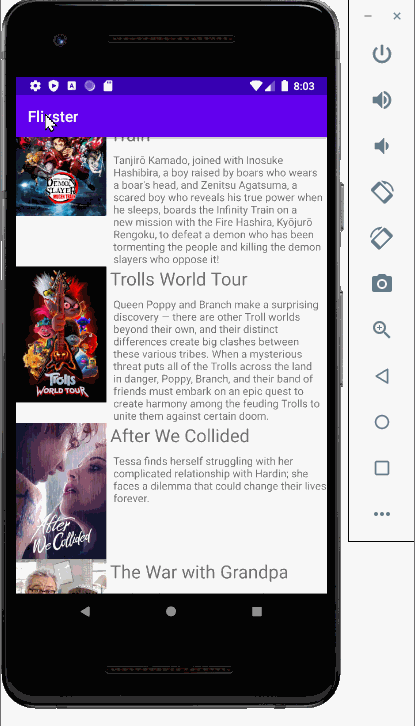 8:03
Flixster
Train
Tanjirō Kamado, joined with Inosuke
Hashibira, a boy raised by boars who wears
a boar's head, and Zenitsu Agatsuma, a
scared boy who reveals his true power when
he sleeps, boards the Infinity Train on a
new mission with the Fire Hashira, Kyōjurō
Rengoku, to defeat a demon who has been
tormenting the people and killing the demon
slayers who oppose it!
DEMON
SLAYER
Trolls World Tour
Queen Poppy and Branch make a surprising
discovery — there are other Troll worlds
beyond their own, and their distinct
differences create big clashes between
these various tribes. When a mysterious
threat puts all of the Trolls across the land
in danger, Poppy, Branch, and their band of
friends must embark on an epic quest to
create harmony among the feuding Trolls to
unite them against certain doom.
Trolls
WORLD TOUR
After We Collided
Tessa finds herself struggling with her
complicated relationship with Hardin; she
faces a dilemma that could change their lives
forever.
After
We Collided
The War with Grandpa